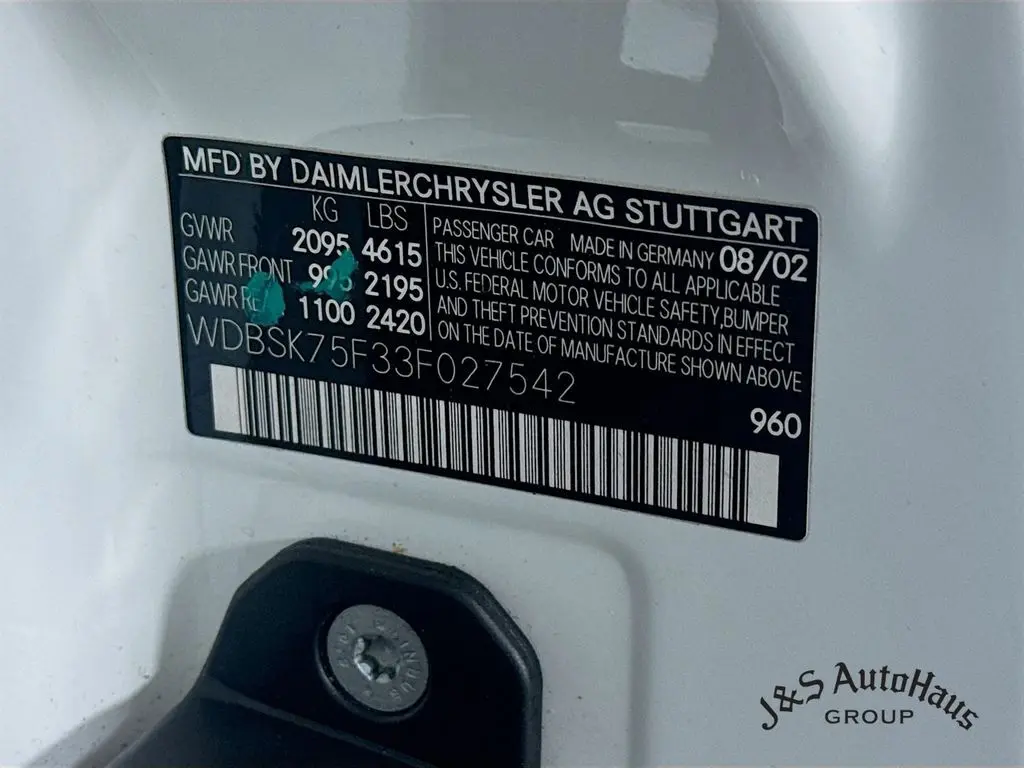 MFD BY DAIMLERCHRYSLER AG STUTTGART
KG LBS
GVWR 2095 4615
GAWR FRONT 995 2195
GAWR REA 1100 2420
PASSENGER CAR MADE IN GERMANY 08/02
THIS VEHICLE CONFORMS TO ALL APPLICABLE
U.S. FEDERAL MOTOR VEHICLE SAFETY, BUMPER
AND THEFT PREVENTION STANDARDS IN EFFECT
ON THE DATE OF MANUFACTURE SHOWN ABOVE
WDBSK75F33F027542
960
J&S AutoHaus
GROUP